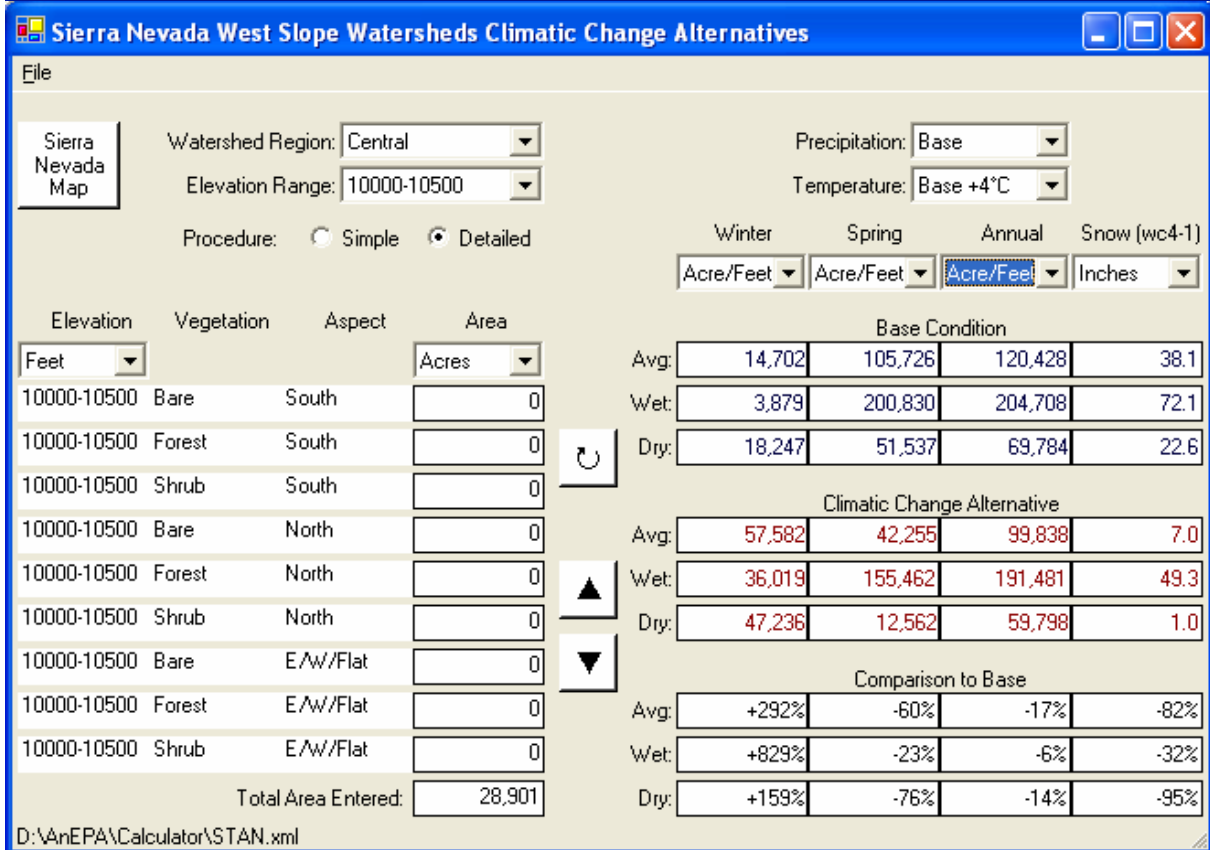 Sierra Nevada West Slope Watersheds Climatic Change Alternatives
File
Sierra Nevada Map
Watershed Region: Central
Elevation Range: 10000-10500
Procedure: Simple Detailed
Precipitation: Base
Temperature: Base +4°C
Winter Spring Annual Snow (wc4-1)
Acre/Feet Acre/Feet Acre/Feet Inches
Elevation Vegetation Aspect Area
Feet Acres
10000-10500 Bare South 0
10000-10500 Forest South 0
10000-10500 Shrub South 0
10000-10500 Bare North 0
10000-10500 Forest North 0
10000-10500 Shrub North 0
10000-10500 Bare E/W/Flat 0
10000-10500 Forest E/W/Flat 0
10000-10500 Shrub E/W/Flat 0
Total Area Entered: 28,901
Base Condition
Avg: 14,702 105,726 120,428 38.1
Wet: 3,879 200,830 204,708 72.1
Dry: 18,247 51,537 69,784 22.6
Climatic Change Alternative
Avg: 57,582 42,255 99,838 7.0
Wet: 36,019 155,462 191,481 49.3
Dry: 47,236 12,562 59,798 1.0
Comparison to Base
Avg: +292% -60% -17% -82%
Wet: +829% -23% -6% -32%
Dry: +159% -76% -14% -95%
D:\AnEPA\Calculator\STAN.xml